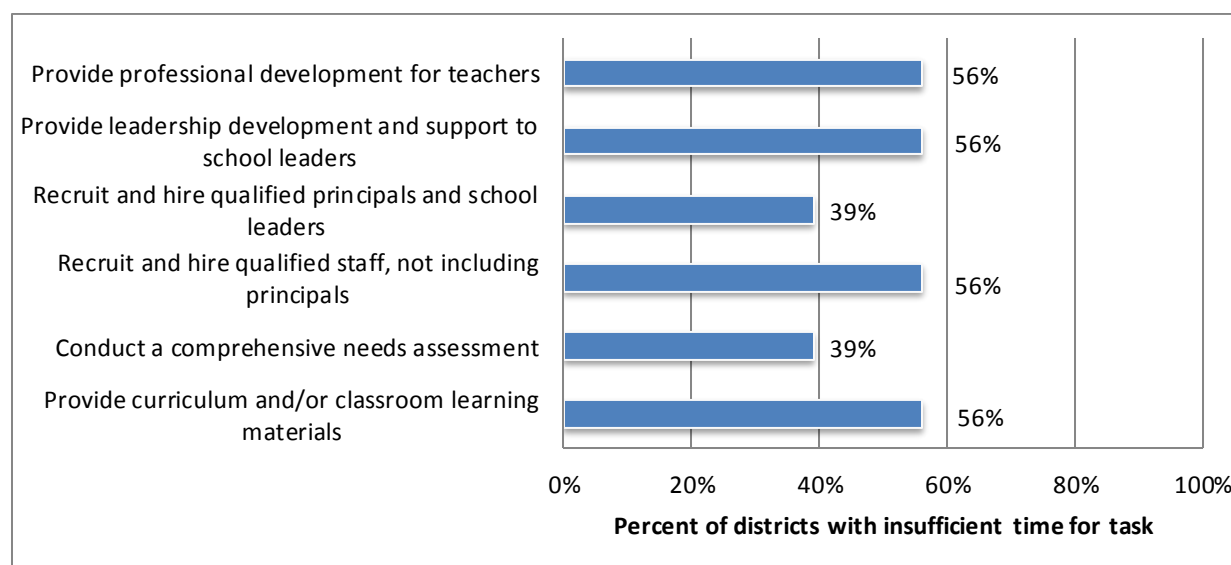 Provide professional development for teachers
56%
Provide leadership development and support to
school leaders
56%
Recruit and hire qualified principals and school
leaders
39%
Recruit and hire qualified staff, not including
principals
56%
Conduct a comprehensive needs assessment
39%
Provide curriculum and/or classroom learning
materials
56%
0% 20% 40% 60% 80% 100%
Percent of districts with insufficient time for task